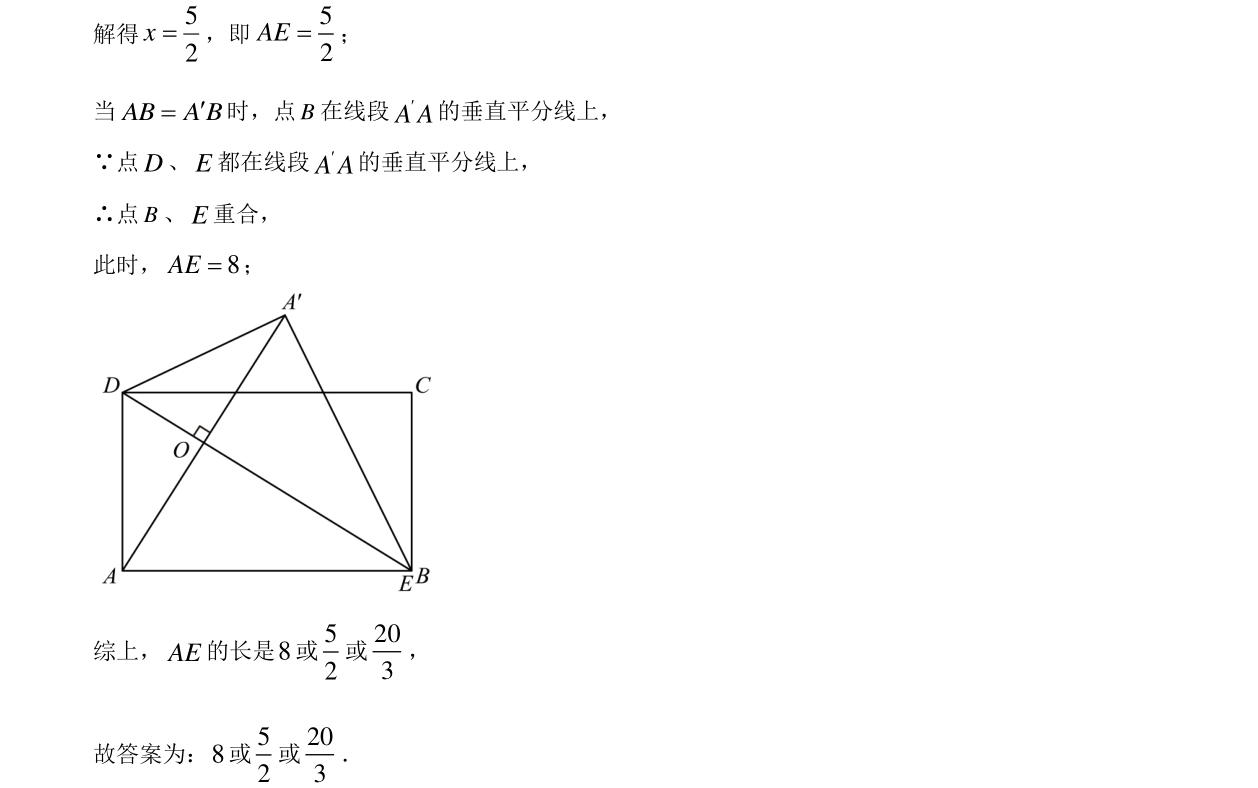 解得 x = 5/2，即 AE = 5/2；
当 AB = A′B 时，点 B 在线段 A′A 的垂直平分线上，
∵点 D、E 都在线段 A′A 的垂直平分线上，
∴点 B、E 重合，
此时，AE = 8；
A′
D
C
O
A
E
B
综上，AE 的长是 8 或 5/2 或 20/3，
故答案为：8 或 5/2 或 20/3．